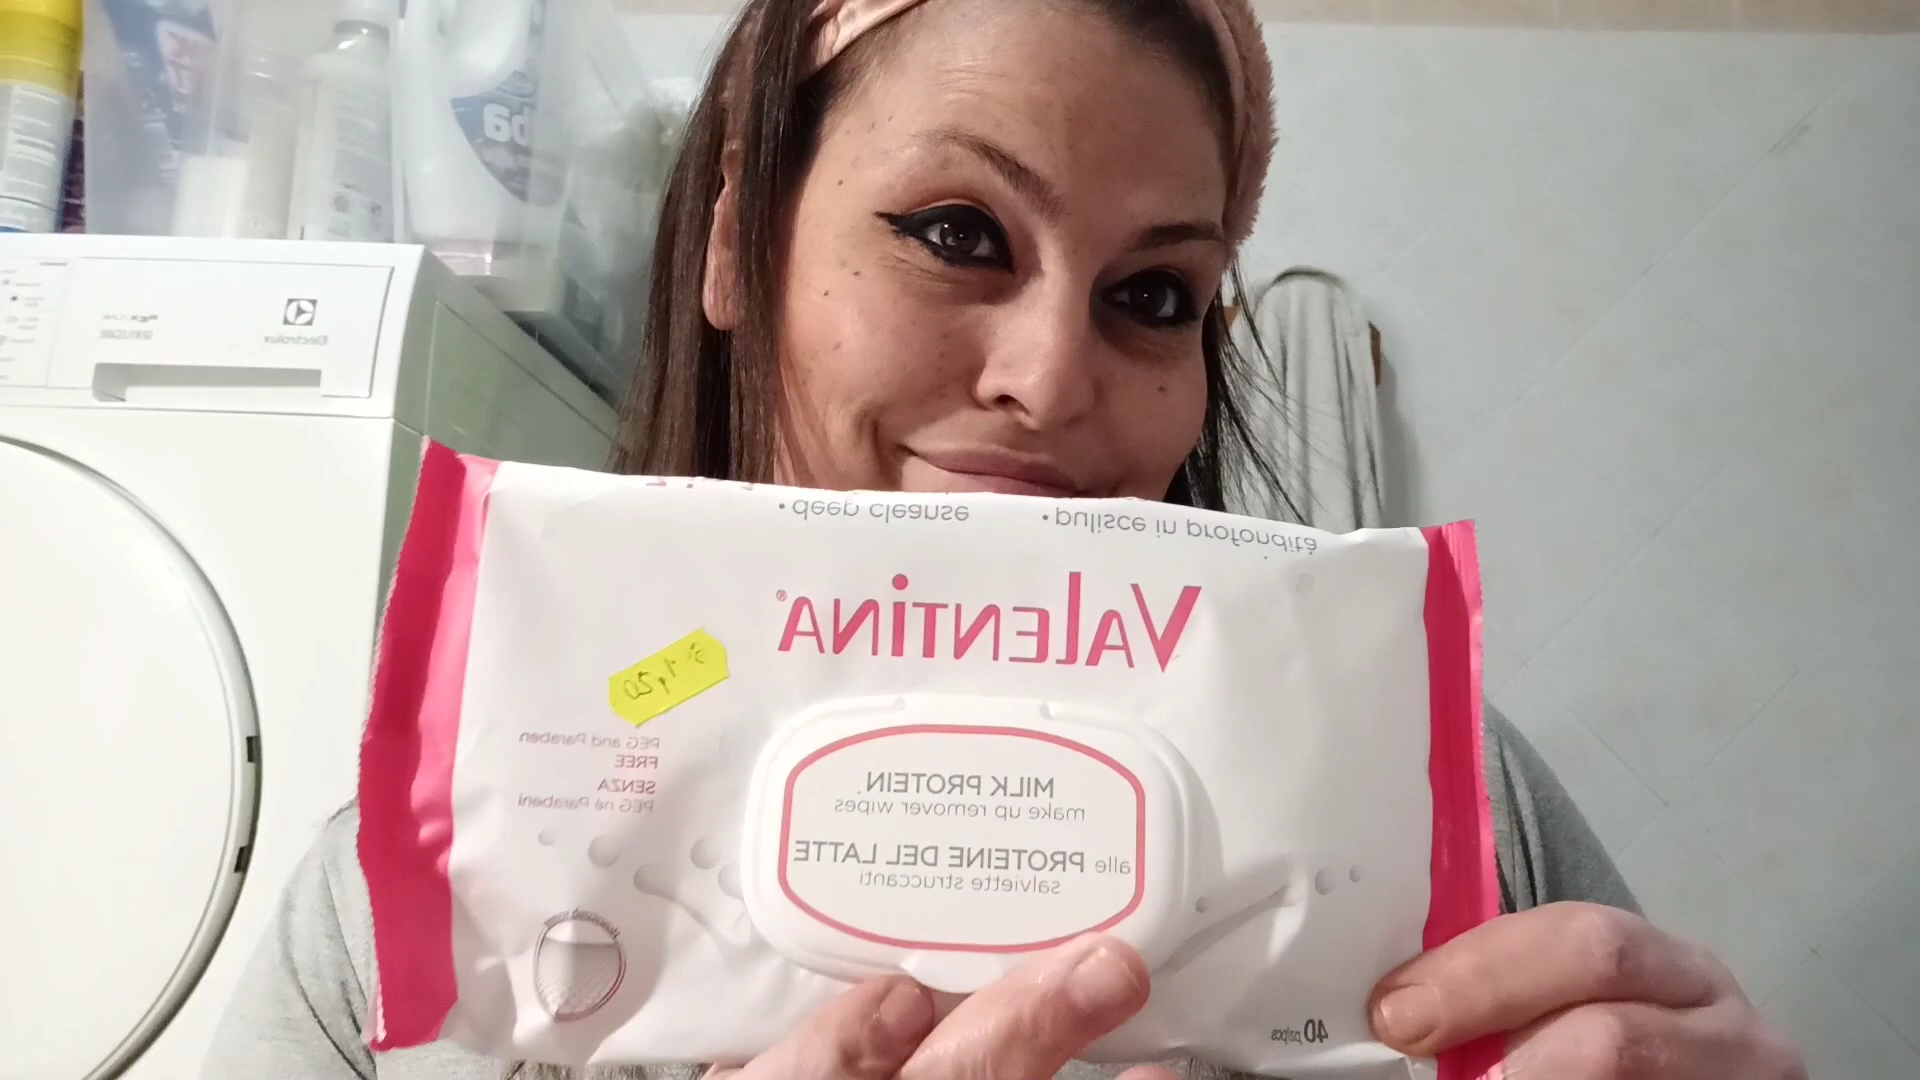 • deep cleanse
• pulisce in profondità
VALENTINA®
€ 1,20
PEG and Paraben
FREE
SENZA
PEG né Parabeni
MILK PROTEIN
make up remover wipes
alle PROTEINE DEL LATTE
salviette struccanti
40 pz/pcs
Electrolux